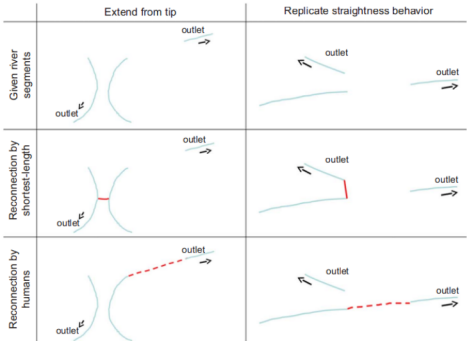 Extend from tip
Replicate straightness behavior
Given river
segments
outlet
outlet
outlet
outlet
Reconnection by
shortest-length
outlet
outlet
outlet
outlet
Reconnection by
humans
outlet
outlet
outlet
outlet